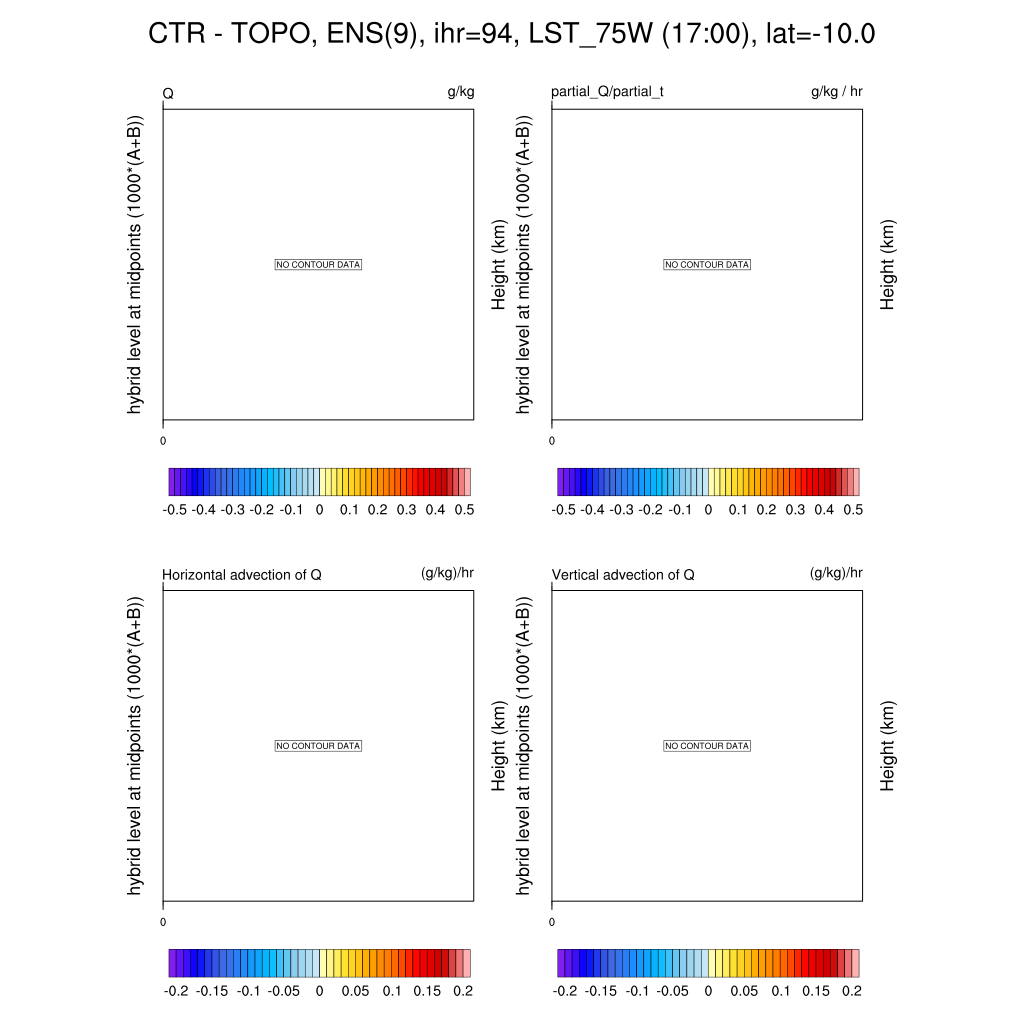 CTR - TOPO, ENS(9), ihr=94, LST_75W (17:00), lat=-10.0
Q g/kg
hybrid level at midpoints (1000*(A+B))
NO CONTOUR DATA
Height (km)
0
-0.5 -0.4 -0.3 -0.2 -0.1 0 0.1 0.2 0.3 0.4 0.5
partial_Q/partial_t g/kg / hr
hybrid level at midpoints (1000*(A+B))
NO CONTOUR DATA
Height (km)
0
-0.5 -0.4 -0.3 -0.2 -0.1 0 0.1 0.2 0.3 0.4 0.5
Horizontal advection of Q (g/kg)/hr
hybrid level at midpoints (1000*(A+B))
NO CONTOUR DATA
Height (km)
0
-0.2 -0.15 -0.1 -0.05 0 0.05 0.1 0.15 0.2
Vertical advection of Q (g/kg)/hr
hybrid level at midpoints (1000*(A+B))
NO CONTOUR DATA
Height (km)
0
-0.2 -0.15 -0.1 -0.05 0 0.05 0.1 0.15 0.2